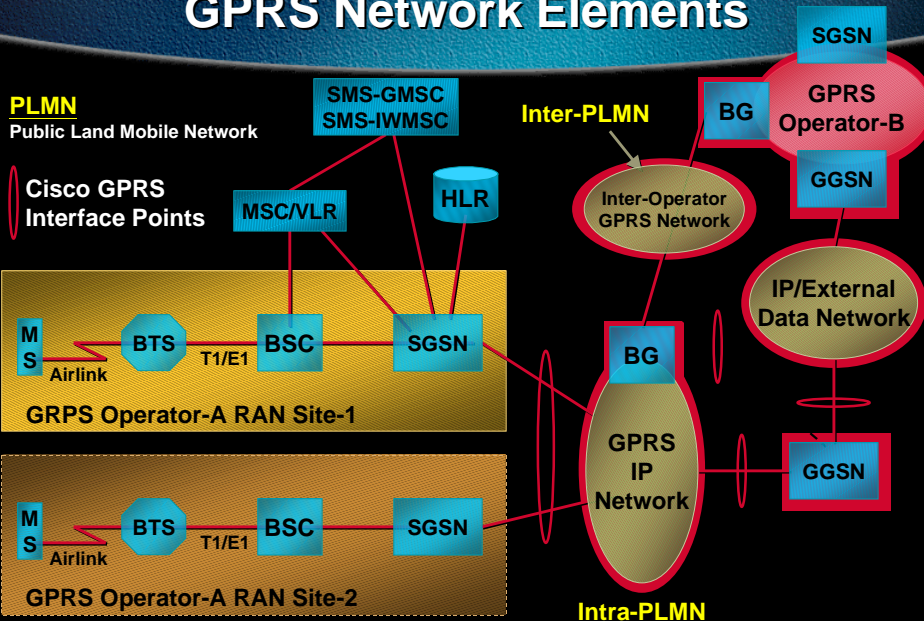 GPRS Network Elements
PLMN
Public Land Mobile Network
Cisco GPRS
Interface Points
SMS-GMSC
SMS-IWMSC
MSC/VLR
HLR
Inter-PLMN
Inter-Operator
GPRS Network
SGSN
BG
GPRS
Operator-B
GGSN
IP/External
Data Network
M
S
Airlink
BTS
T1/E1
BSC
SGSN
GRPS Operator-A RAN Site-1
BG
GPRS
IP
Network
GGSN
M
S
Airlink
BTS
T1/E1
BSC
SGSN
GPRS Operator-A RAN Site-2
Intra-PLMN